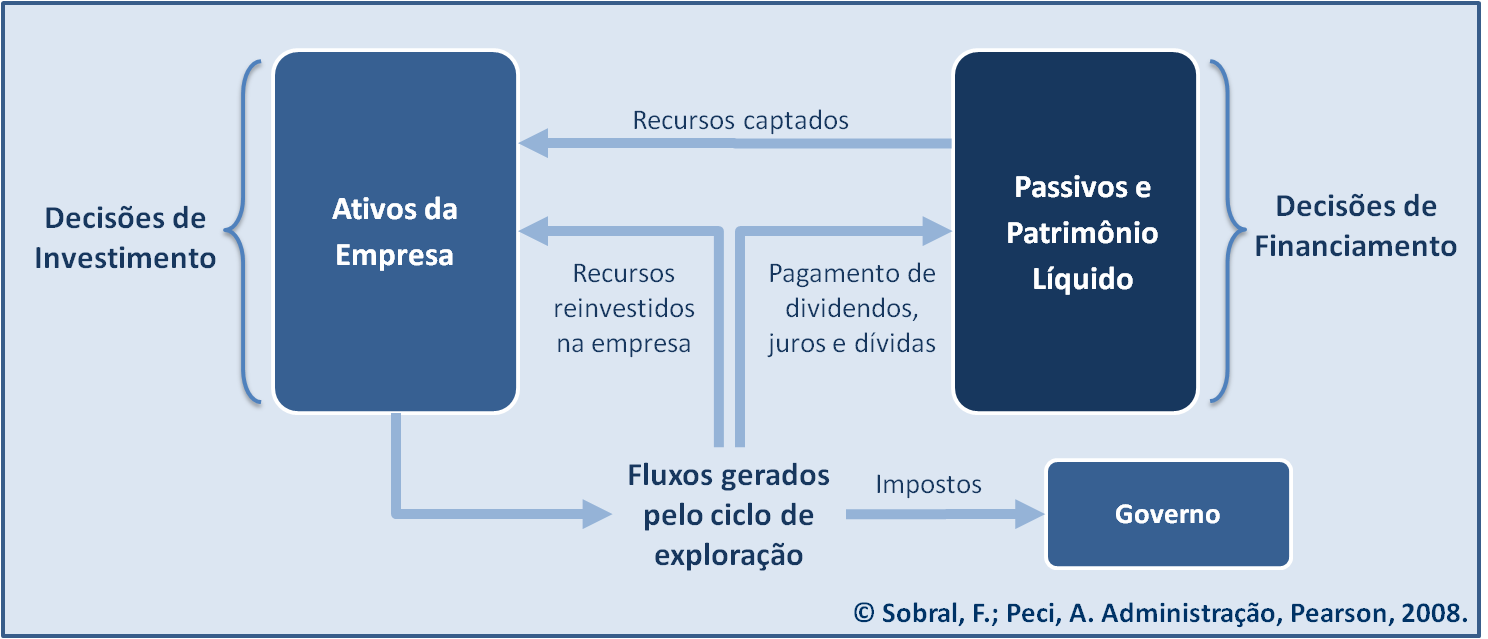 Decisões de
Investimento
Ativos da
Empresa
Recursos captados
Recursos
reinvestidos
na empresa
Pagamento de
dividendos,
juros e dívidas
Passivos e
Patrimônio
Líquido
Decisões de
Financiamento
Fluxos gerados
pelo ciclo de
exploração
Impostos
Governo
© Sobral, F.; Peci, A. Administração, Pearson, 2008.